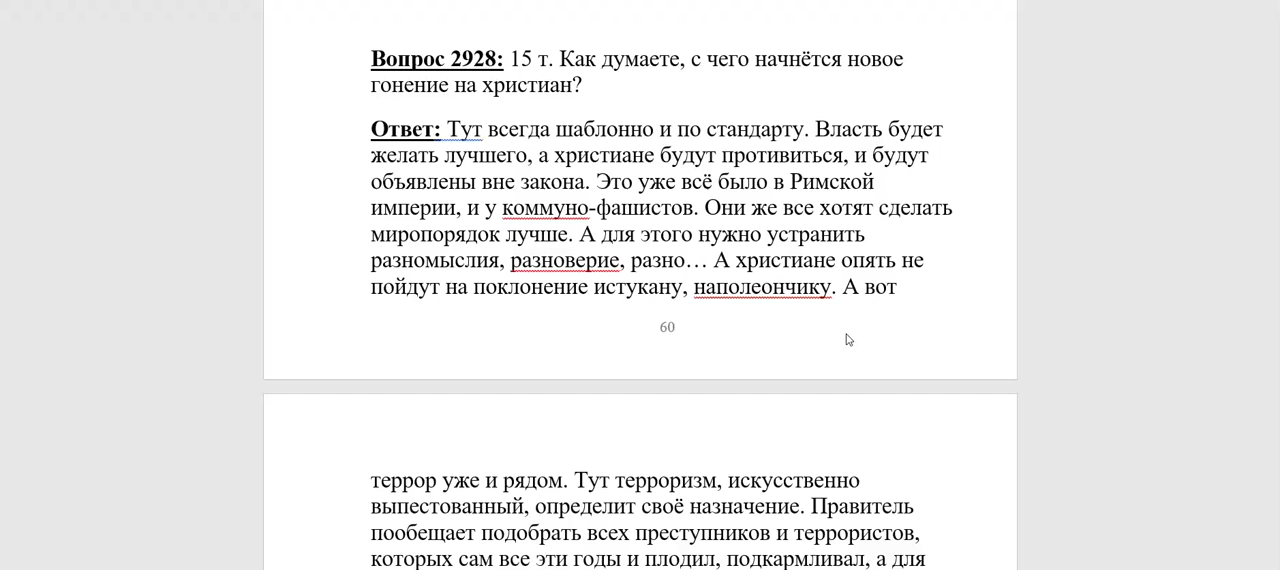 Вопрос 2928: 15 т. Как думаете, с чего начнётся новое
гонение на христиан?
Ответ: Тут всегда шаблонно и по стандарту. Власть будет
желать лучшего, а христиане будут противиться, и будут
объявлены вне закона. Это уже всё было в Римской
империи, и у коммуно-фашистов. Они же все хотят сделать
миропорядок лучше. А для этого нужно устранить
разномыслия, разноверие, разно… А христиане опять не
пойдут на поклонение истукану, наполеончику. А вот
60
террор уже и рядом. Тут терроризм, искусственно
выпестованный, определит своё назначение. Правитель
пообещает подобрать всех преступников и террористов,
которых сам все эти годы и плодил, подкармливал, а для